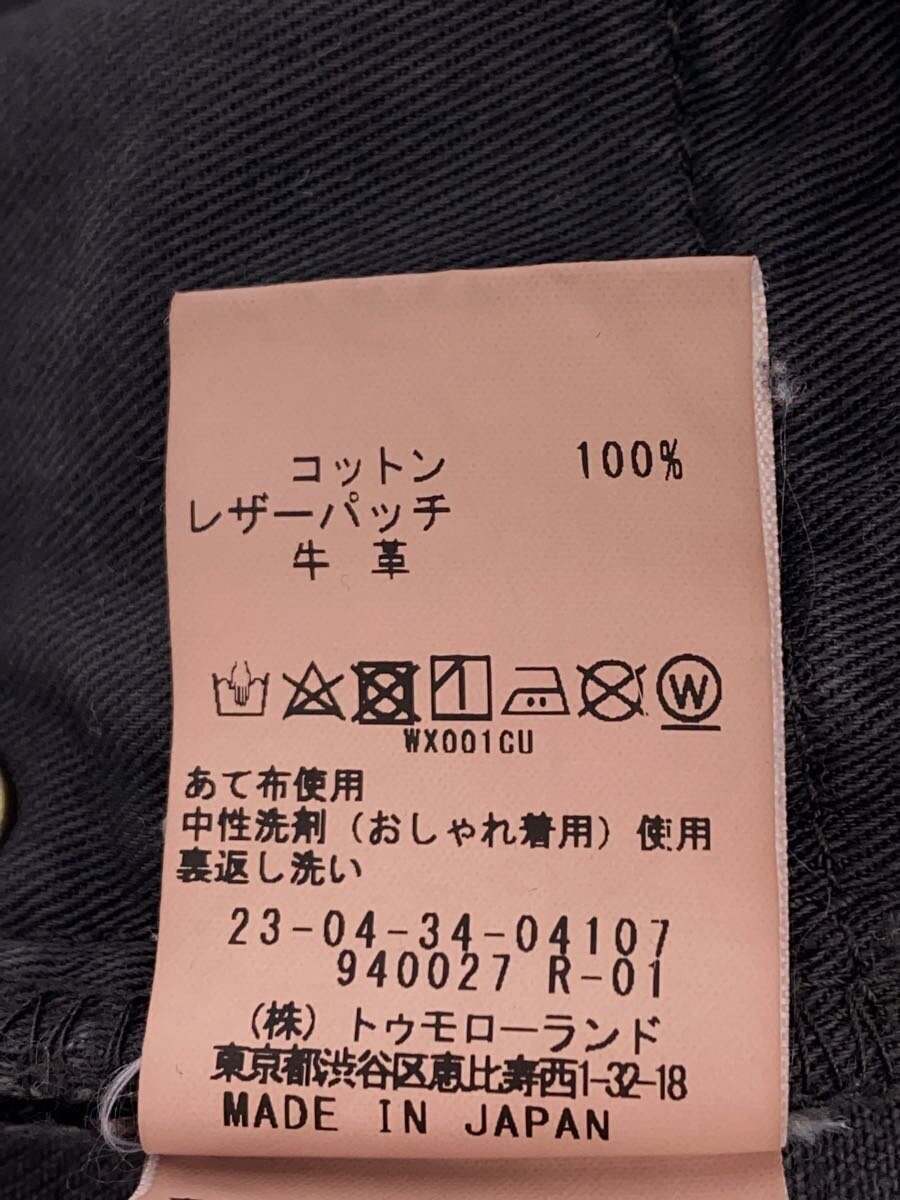 コットン 100%
レザーパッチ
牛革
W
WX001CU
あて布使用
中性洗剤(おしゃれ着用)使用
裏返し洗い
23-04-34-04107
940027 R-01
(株)トゥモローランド
東京都渋谷区恵比寿西1-32-18
MADE IN JAPAN